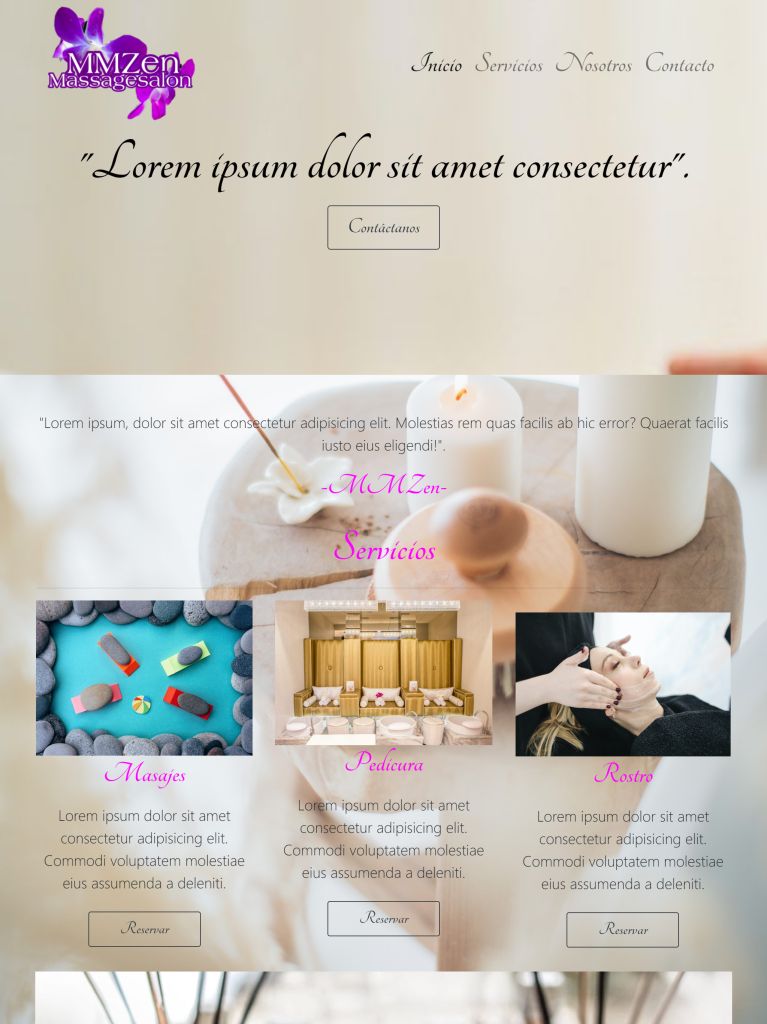 MMZen
Massagesalon
Inicio Servicios Nosotros Contacto
"Lorem ipsum dolor sit amet consectetur".
Contáctanos
"Lorem ipsum, dolor sit amet consectetur adipisicing elit. Molestias rem quas facilis ab hic error? Quaerat facilis
iusto eius eligendi!".
-MMZen-
Servicios
Masajes
Lorem ipsum dolor sit amet
consectetur adipisicing elit.
Commodi voluptatem molestiae
eius assumenda a deleniti.
Reservar
Pedicura
Lorem ipsum dolor sit amet
consectetur adipisicing elit.
Commodi voluptatem molestiae
eius assumenda a deleniti.
Reservar
Rostro
Lorem ipsum dolor sit amet
consectetur adipisicing elit.
Commodi voluptatem molestiae
eius assumenda a deleniti.
Reservar